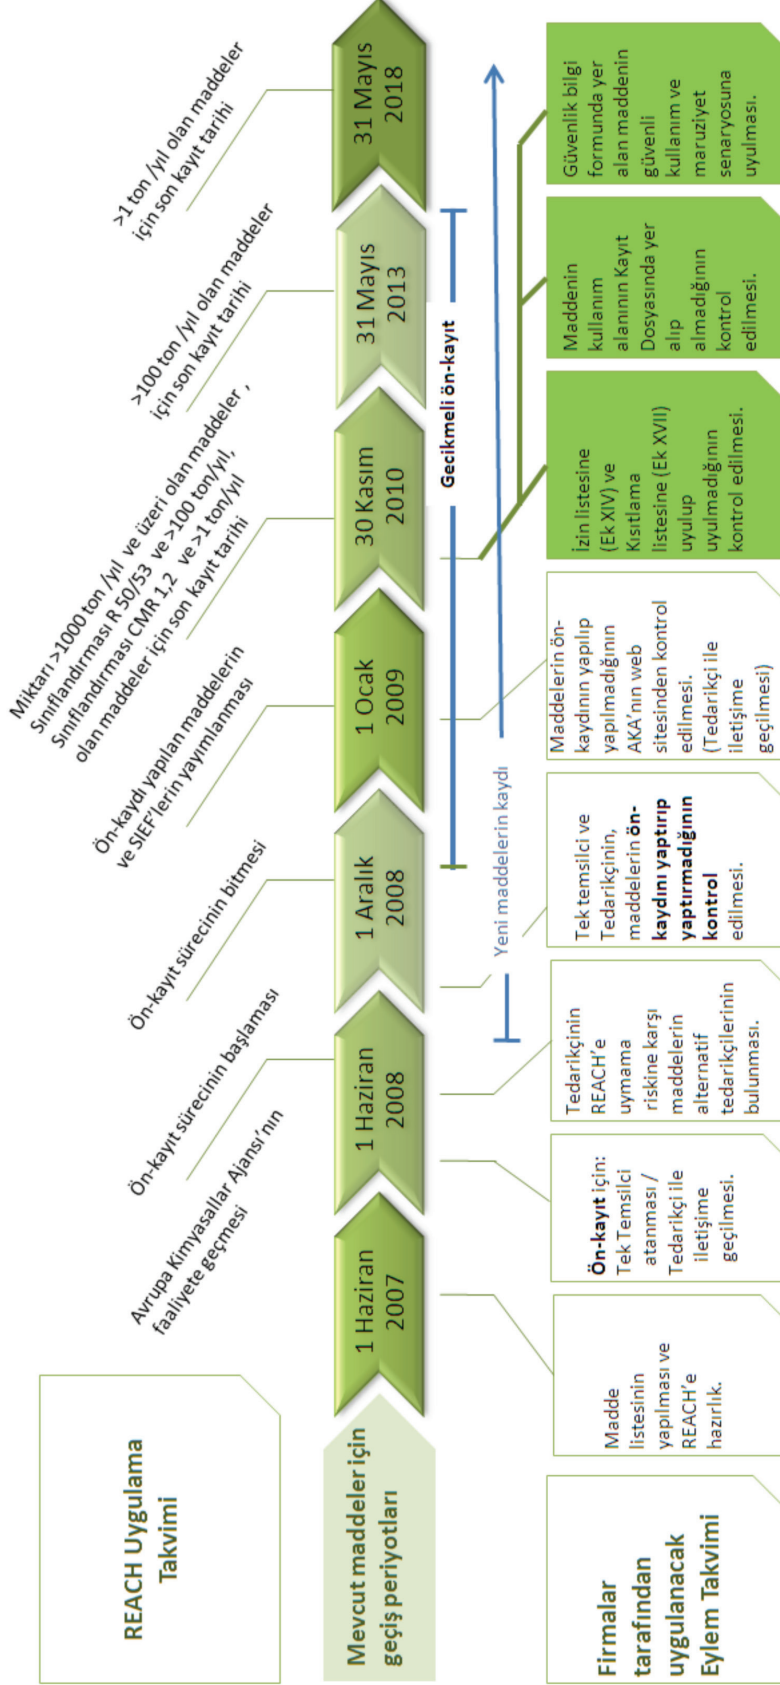 REACH Uygulama
Takvimi
Avrupa Kimyasallar Ajansı’nın
faaliyete geçmesi
Ön-kayıt sürecinin başlaması
Ön-kayıt sürecinin bitmesi
Ön-kaydı yapılan maddelerin
ve SIEF’lerin yayımlanması
Miktarı >1000 ton /yıl ve üzeri olan maddeler ,
Sınıflandırması R 50/53 ve >100 ton/yıl,
Sınıflandırması CMR 1,2 ve >1 ton/yıl
olan maddeler için son kayıt tarihi
>100 ton /yıl olan maddeler
için son kayıt tarihi
>1 ton /yıl olan maddeler
için son kayıt tarihi
Mevcut maddeler için
geçiş periyotları
1 Haziran
2007
1 Haziran
2008
1 Aralık
2008
1 Ocak
2009
30 Kasım
2010
31 Mayıs
2013
31 Mayıs
2018
Gecikmeli ön-kayıt
Yeni maddelerin kaydı
Firmalar
tarafından
uygulanacak
Eylem Takvimi
Madde
listesinin
yapılması ve
REACH’e
hazırlık.
Ön-kayıt için:
Tek Temsilci
atanması /
Tedarikçi ile
iletişime
geçilmesi.
Tedarikçinin
REACH’e
uymama
riskine karşı
maddelerin
alternatif
tedarikçilerinin
bulunması.
Tek temsilci ve
Tedarikçinin,
maddelerin ön-
kaydını yaptırıp
yaptırmadığının
kontrol
edilmesi.
Maddelerin ön-
kaydının yapılıp
yapılmadığının
AKA’nın web
sitesinden kontrol
edilmesi.
(Tedarikçi ile
iletişime
geçilmesi)
izin listesine
(Ek XIV) ve
Kısıtlama
listesine (Ek XVII)
uyulup
uyulmadığının
kontrol edilmesi.
Maddenin
kullanım
alanının Kayıt
Dosyasında yer
alıp
almadığının
kontrol
edilmesi.
Güvenlik bilgi
formunda yer
alan maddenin
güvenli
kullanım ve
maruziyet
senaryosuna
uyulması.